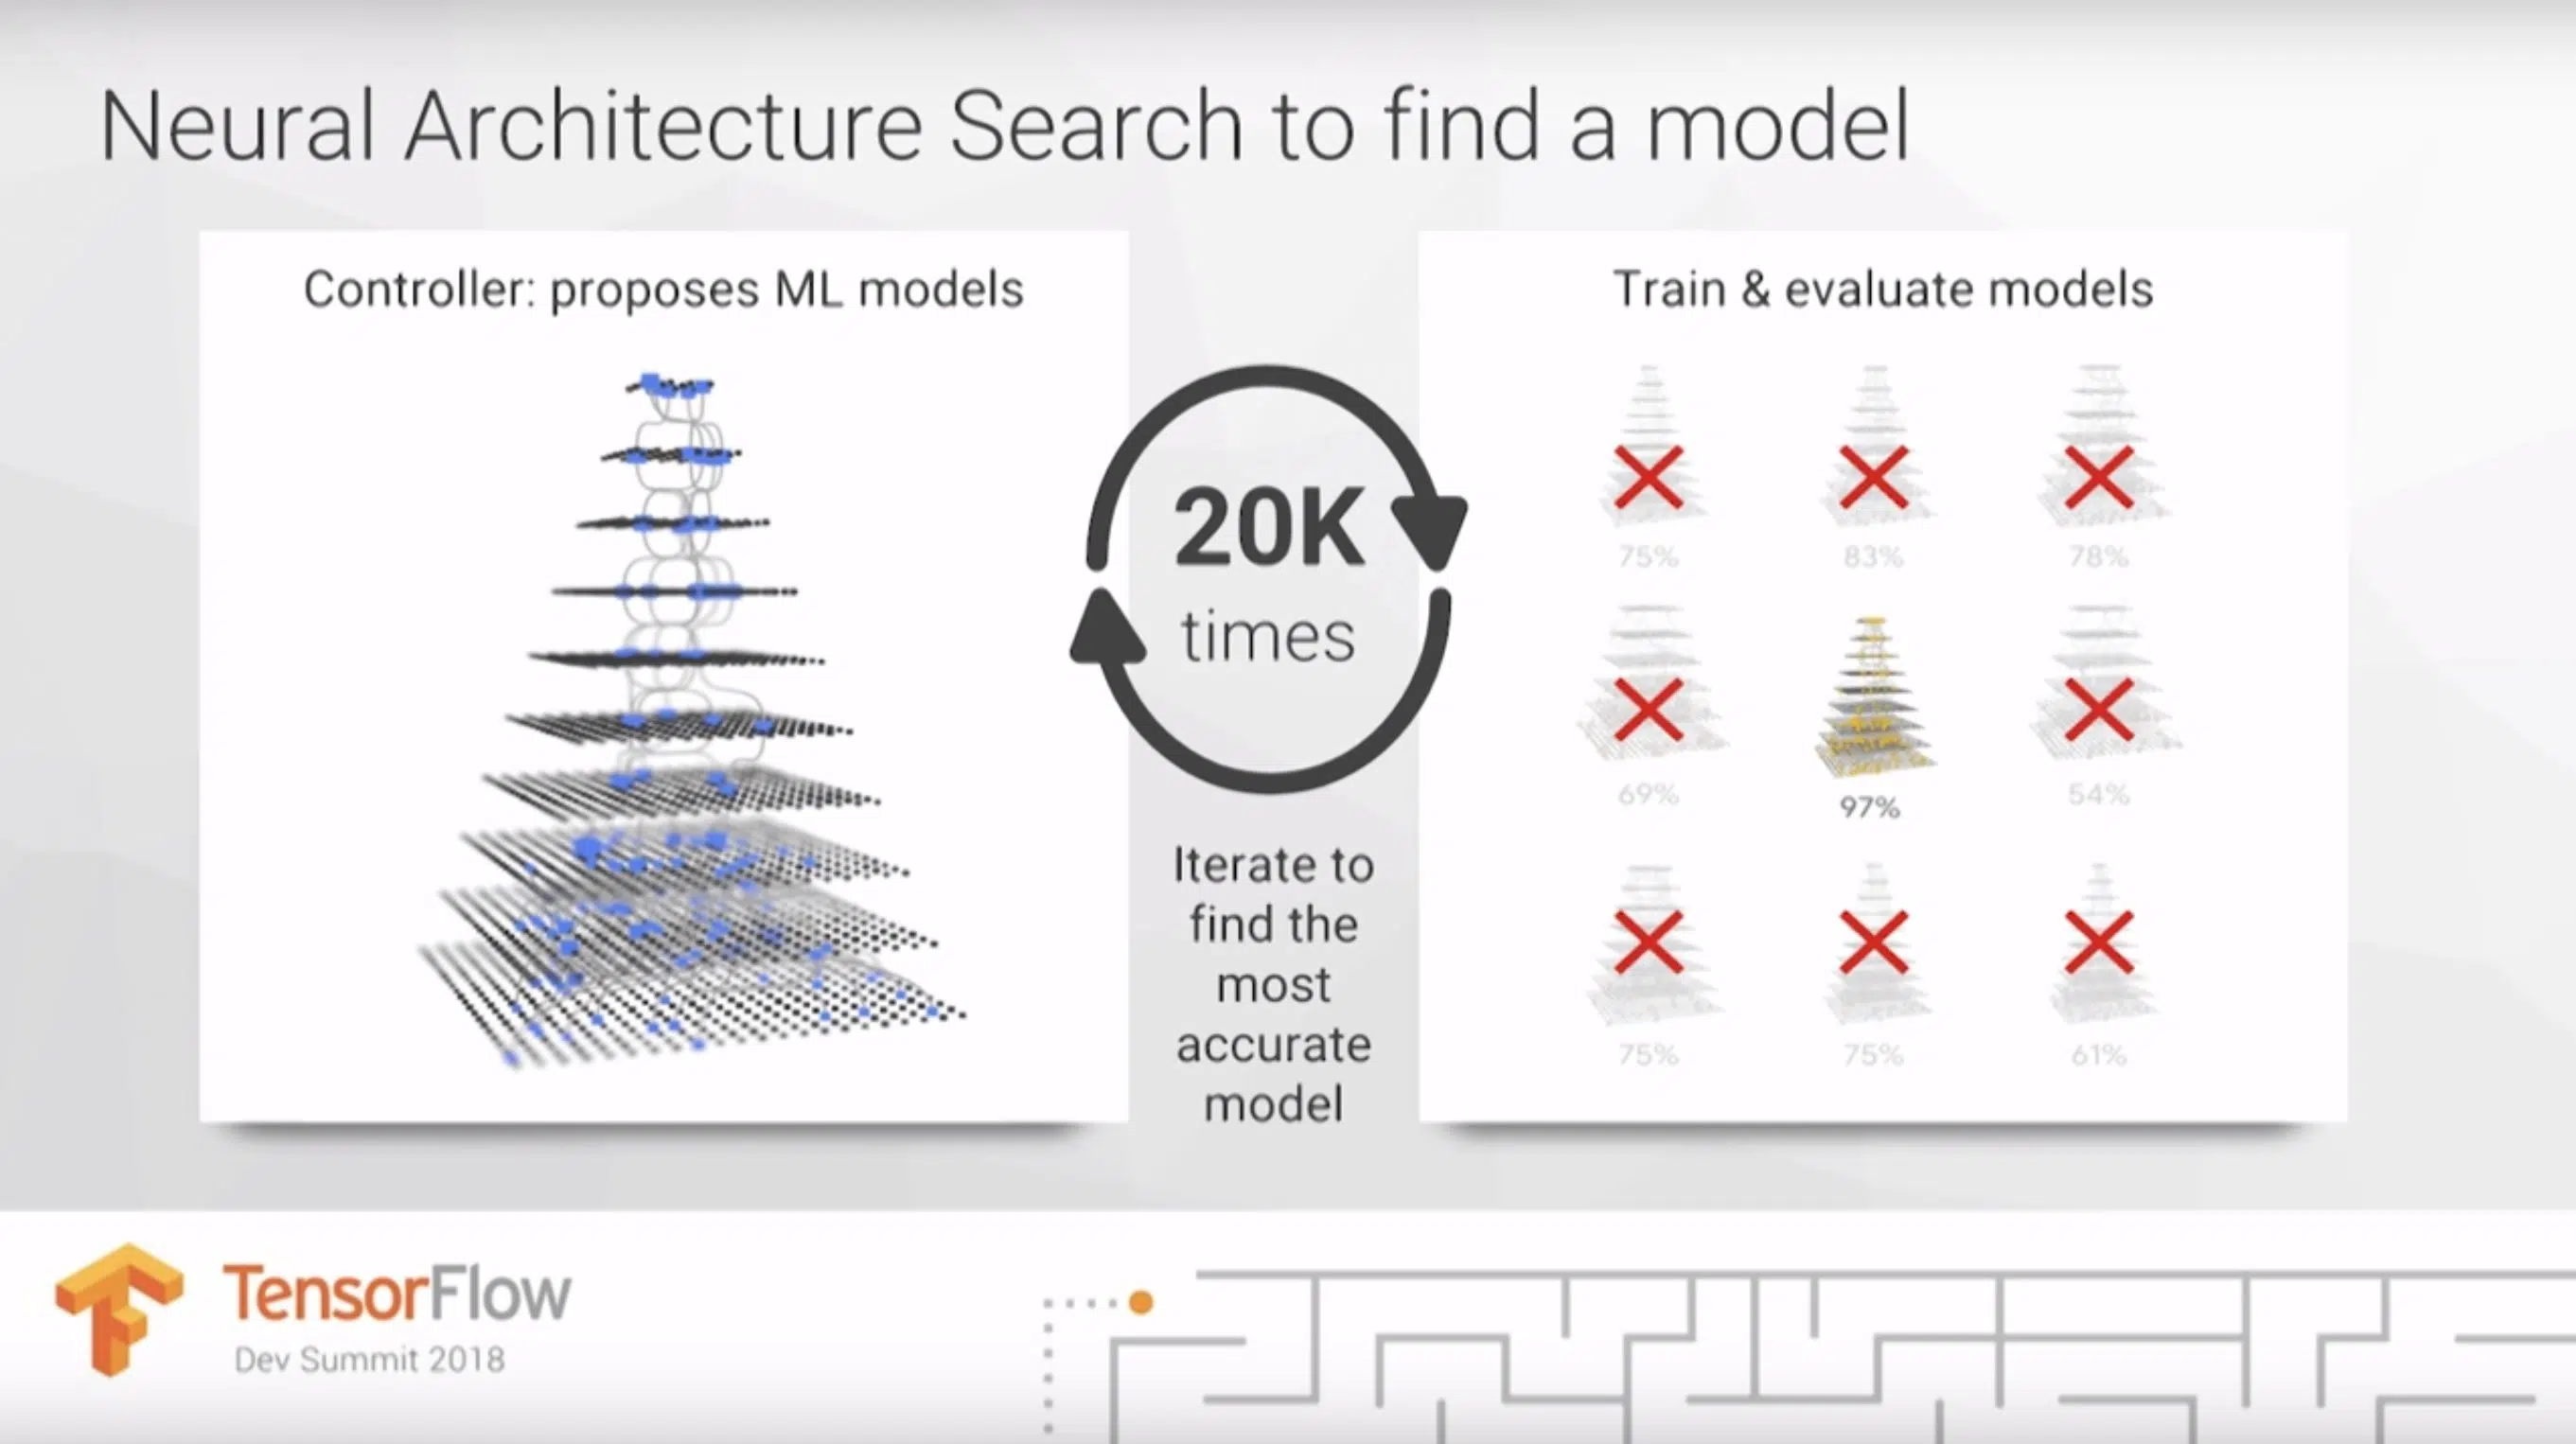 Neural Architecture Search to find a model
Controller: proposes ML models
20K
times
Iterate to
find the
most
accurate
model
Train & evaluate models
75%
83%
78%
69%
97%
54%
75%
75%
61%
TensorFlow
Dev Summit 2018